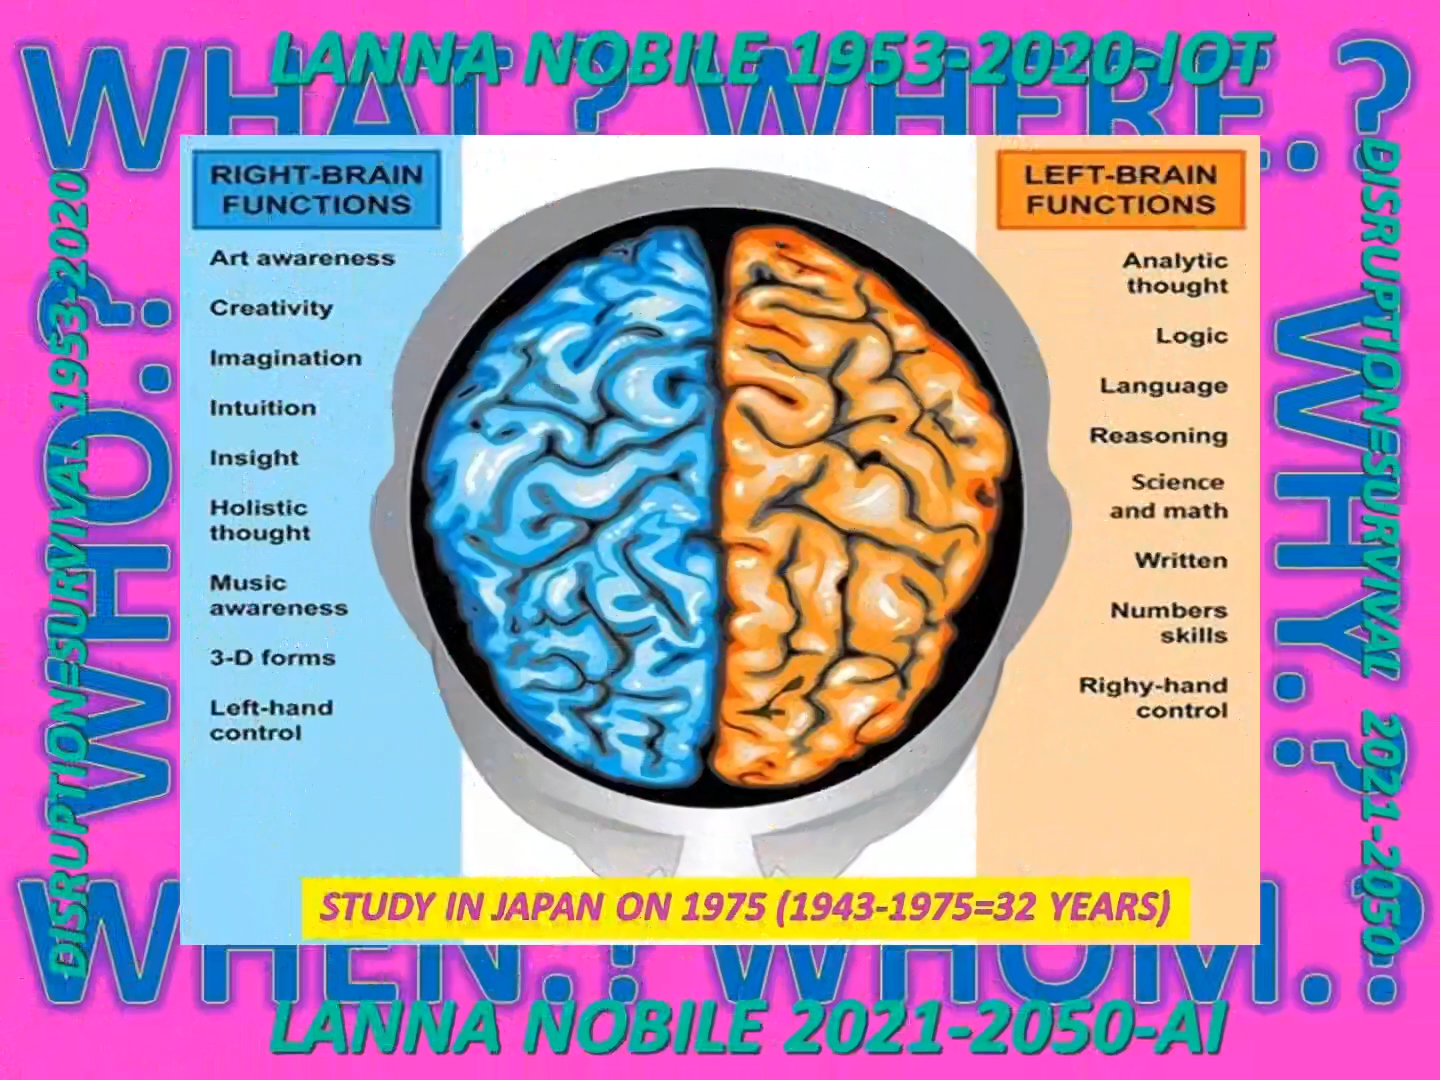 LANNA NOBILE 1953-2020-IOT
WHAT ? WHERE. ?
WHO. ?
DISRUPTION=SURVIVAL 1953-2020
RIGHT-BRAIN
FUNCTIONS
Art awareness
Creativity
Imagination
Intuition
Insight
Holistic
thought
Music
awareness
3-D forms
Left-hand
control
LEFT-BRAIN
FUNCTIONS
Analytic
thought
Logic
Language
Reasoning
Science
and math
Written
Numbers
skills
Righy-hand
control
WHY. ?
DISRUPTION=SURVIVAL 2021-2050
STUDY IN JAPAN ON 1975 (1943-1975=32 YEARS)
WHEN. ? WHOM. ?
LANNA NOBILE 2021-2050-AI